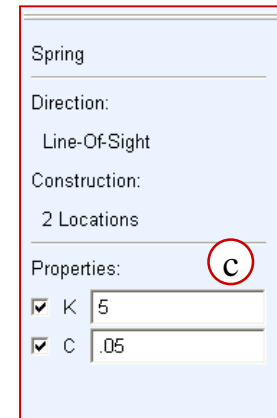 Spring
Direction:
Line-Of-Sight
Construction:
2 Locations
Properties:
c
K 5
C .05